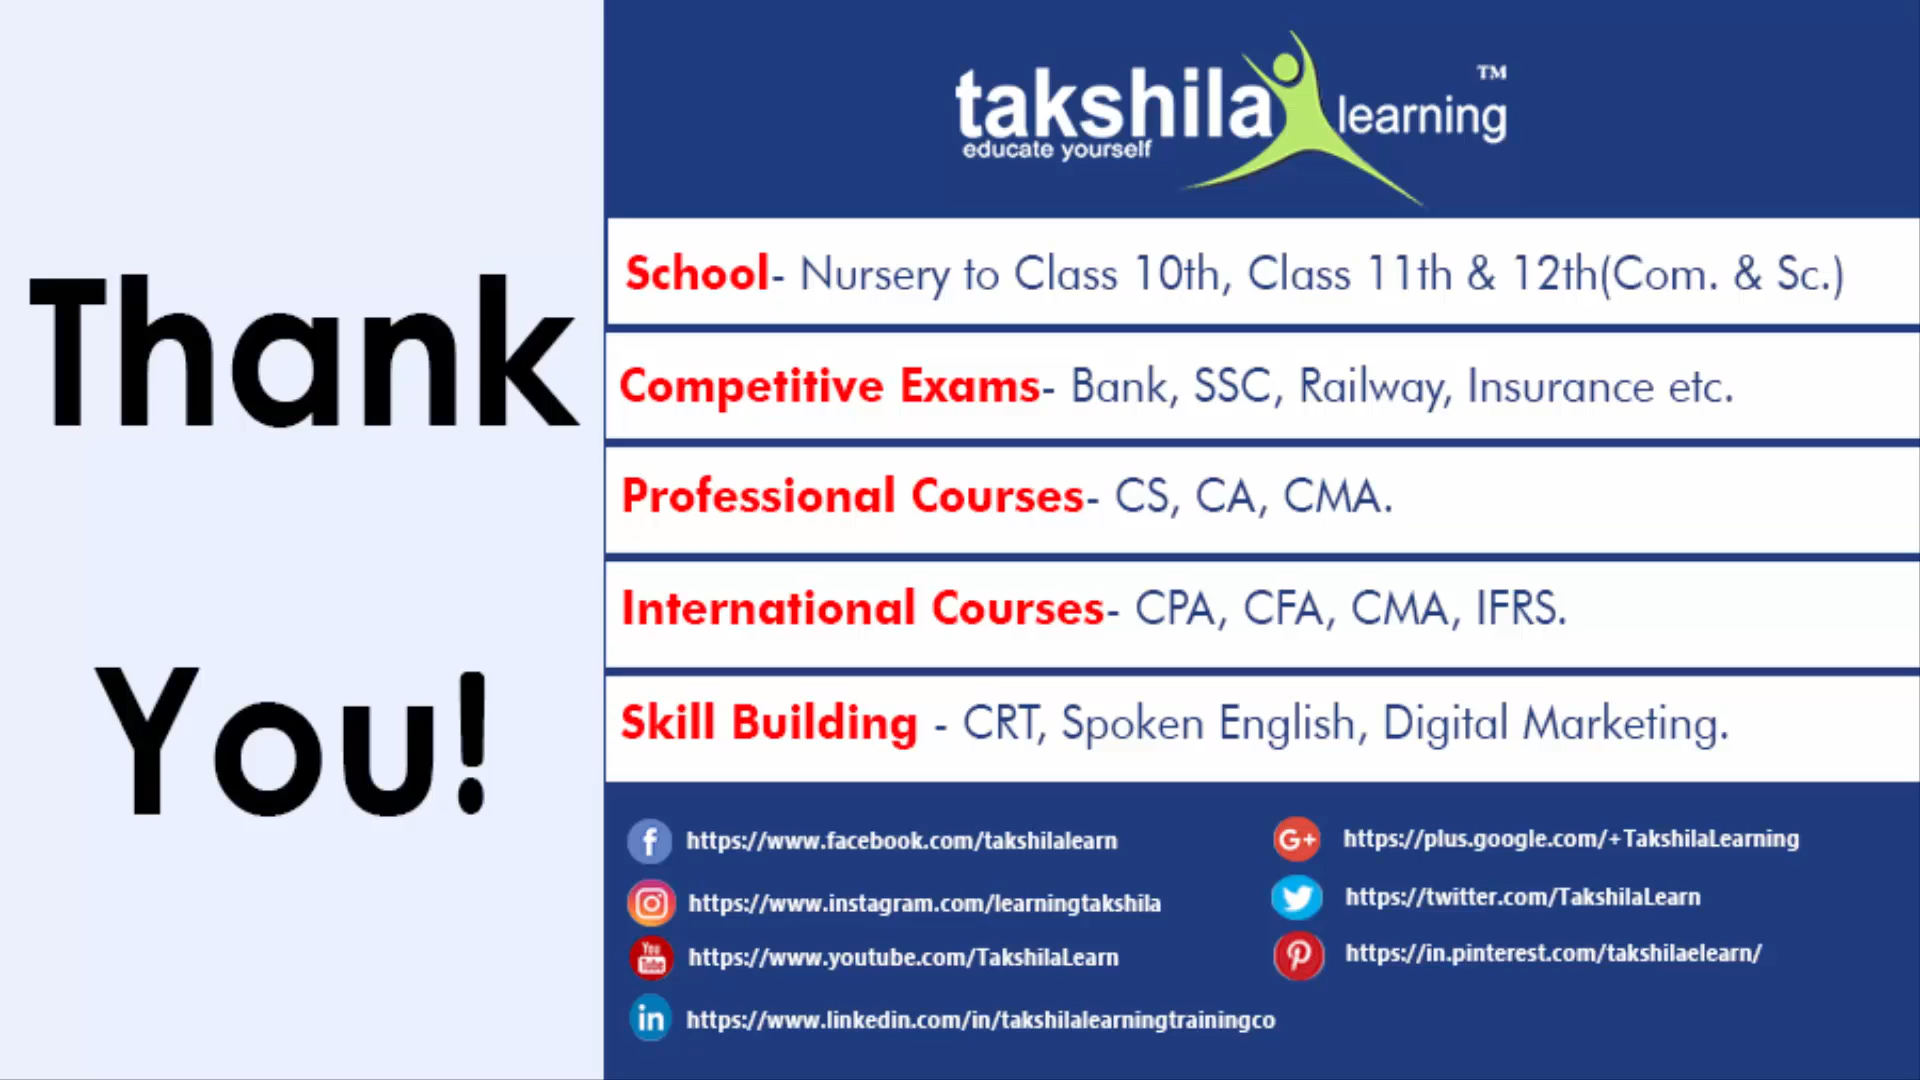 Thank
You!
takshila learning ™
educate yourself
School- Nursery to Class 10th, Class 11th & 12th(Com. & Sc.)
Competitive Exams- Bank, SSC, Railway, Insurance etc.
Professional Courses- CS, CA, CMA.
International Courses- CPA, CFA, CMA, IFRS.
Skill Building - CRT, Spoken English, Digital Marketing.
f https://www.facebook.com/takshilalearn
https://www.instagram.com/learningtakshila
You Tube https://www.youtube.com/TakshilaLearn
in https://www.linkedin.com/in/takshilalearningtrainingco
G+ https://plus.google.com/+TakshilaLearning
https://twitter.com/TakshilaLearn
https://in.pinterest.com/takshilaelearn/